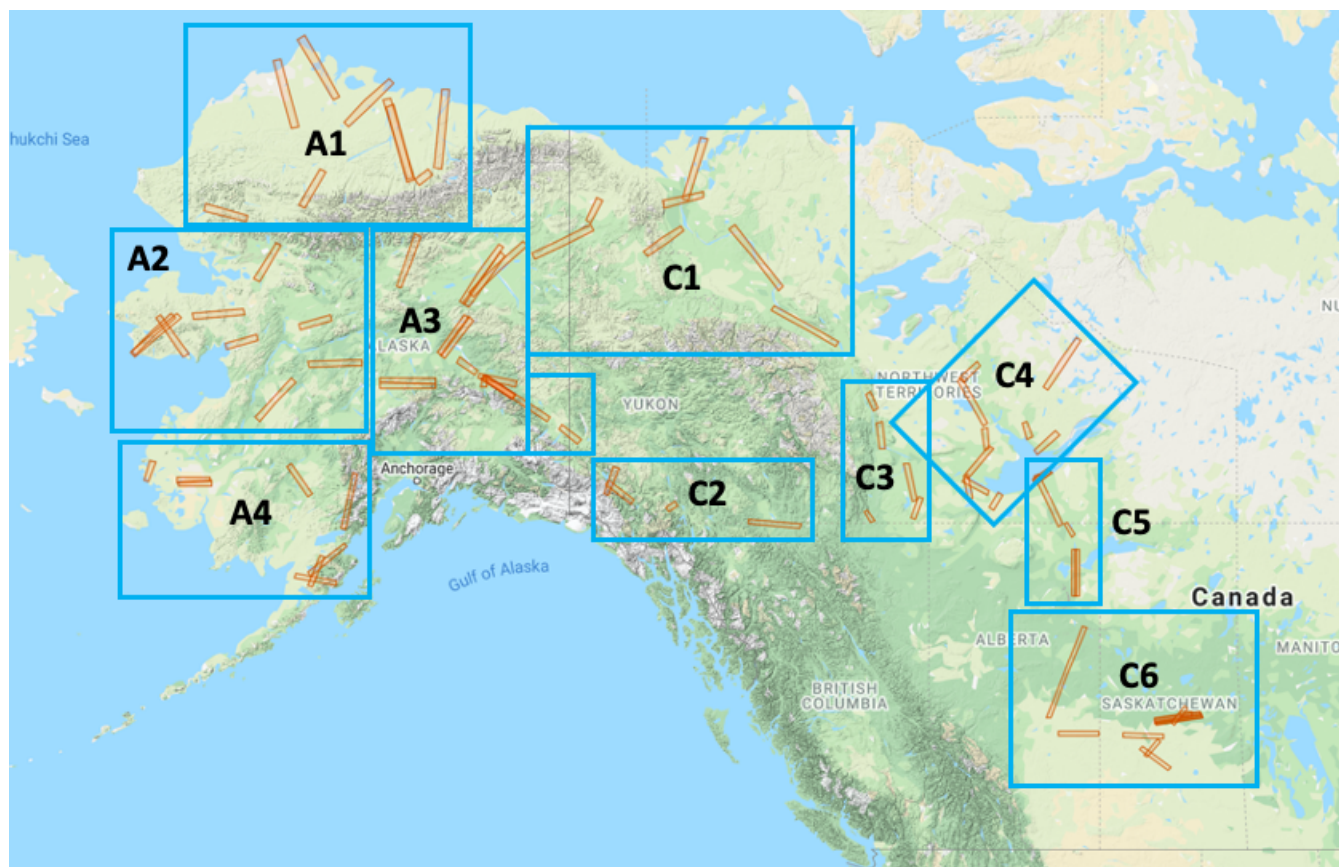 hukchi Sea
A1
A2
C1
A3
ALASKA
NORTHWEST
TERRITORIES
C4
NU
YUKON
Anchorage
C3
C2
A4
C5
Gulf of Alaska
Canada
ALBERTA
MANITO
C6
BRITISH
COLUMBIA
SASKATCHEWAN